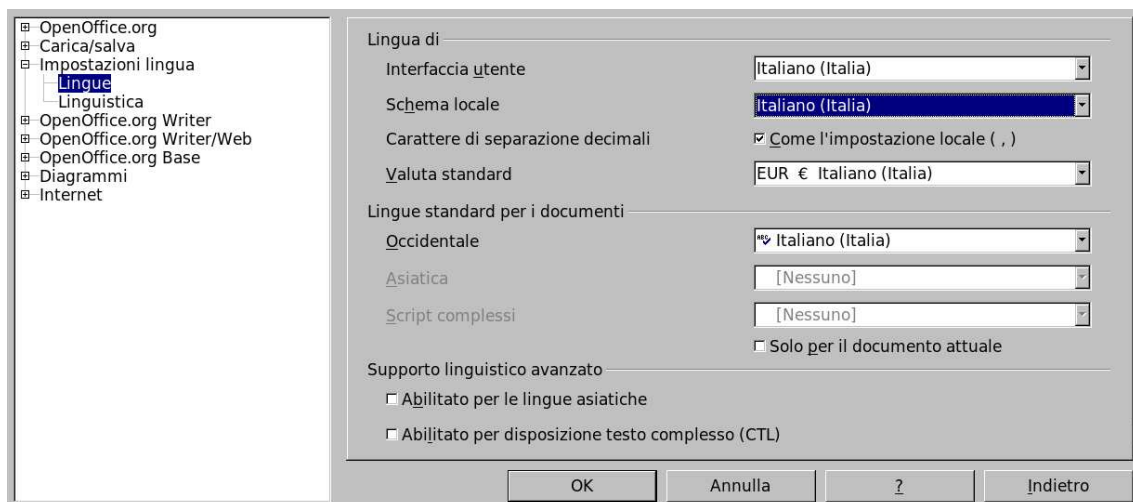 OpenOffice.org
Carica/salva
Impostazioni lingua
Lingue
Linguistica
OpenOffice.org Writer
OpenOffice.org Writer/Web
OpenOffice.org Base
Diagrammi
Internet
Lingua di
Interfaccia utente Italiano (Italia)
Schema locale Italiano (Italia)
Carattere di separazione decimali Come l'impostazione locale ( , )
Valuta standard EUR € Italiano (Italia)
Lingue standard per i documenti
Occidentale Italiano (Italia)
Asiatica [Nessuno]
Script complessi [Nessuno]
Solo per il documento attuale
Supporto linguistico avanzato
Abilitato per le lingue asiatiche
Abilitato per disposizione testo complesso (CTL)
OK Annulla ? Indietro